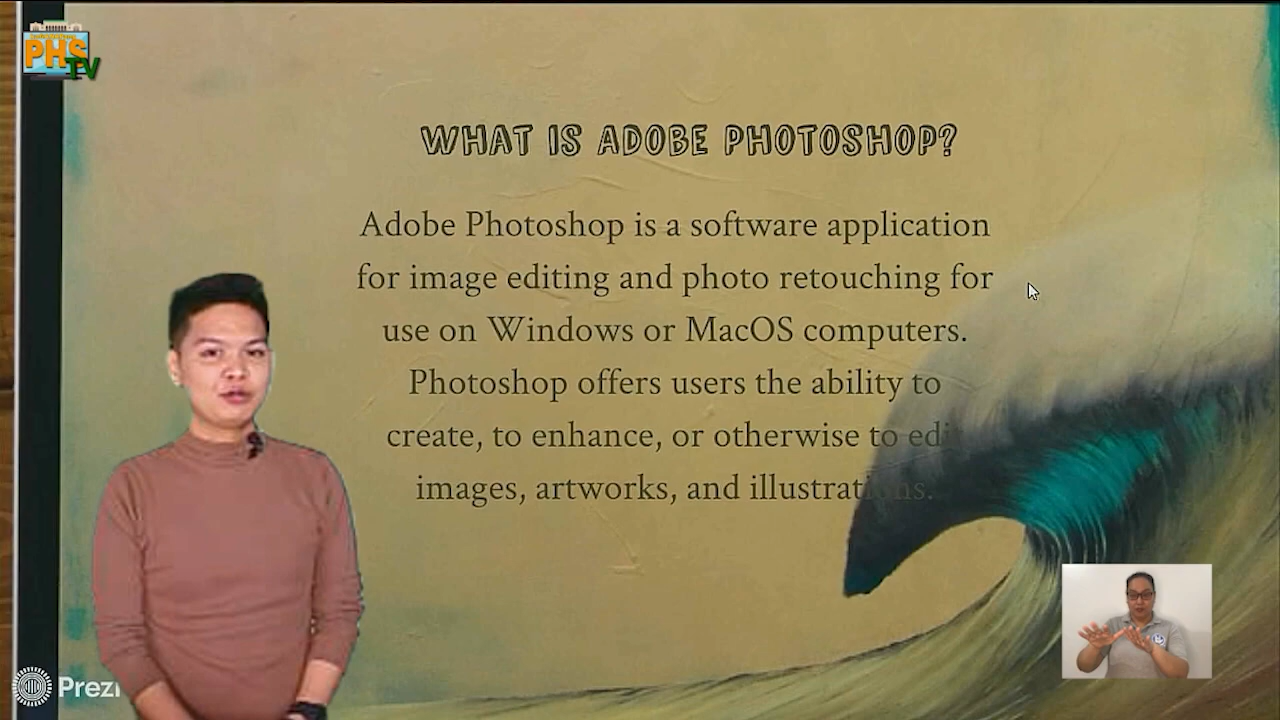 PHS
TV
WHAT IS ADOBE PHOTOSHOP?
Adobe Photoshop is a software application
for image editing and photo retouching for
use on Windows or MacOS computers.
Photoshop offers users the ability to
create, to enhance, or otherwise to edit
images, artworks, and illustrations.
Prezi